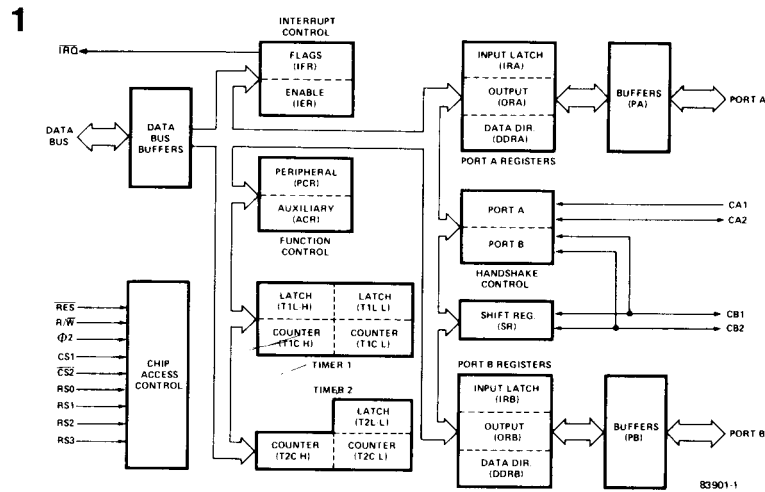 1
INTERRUPT
CONTROL
IRQ
FLAGS
(IFR)
ENABLE
(IER)
DATA
BUS
DATA
BUS
BUFFERS
PERIPHERAL
(PCR)
AUXILIARY
(ACR)
FUNCTION
CONTROL
LATCH
(T1L-H)
LATCH
(T1L-L)
COUNTER
(T1C-H)
COUNTER
(T1C-L)
TIMER 1
TIMER 2
LATCH
(T2L-L)
COUNTER
(T2C-H)
COUNTER
(T2C-L)
RES
R/W
Φ2
CS1
CS2
RS0
RS1
RS2
RS3
CHIP
ACCESS
CONTROL
INPUT LATCH
(IRA)
OUTPUT
(ORA)
DATA DIR.
(DDRA)
PORT A REGISTERS
BUFFERS
(PA)
PORT A
PORT A
PORT B
HANDSHAKE
CONTROL
CA1
CA2
SHIFT REG.
(SR)
CB1
CB2
PORT B REGISTERS
INPUT LATCH
(IRB)
OUTPUT
(ORB)
DATA DIR.
(DDRB)
BUFFERS
(PB)
PORT B
83901-1